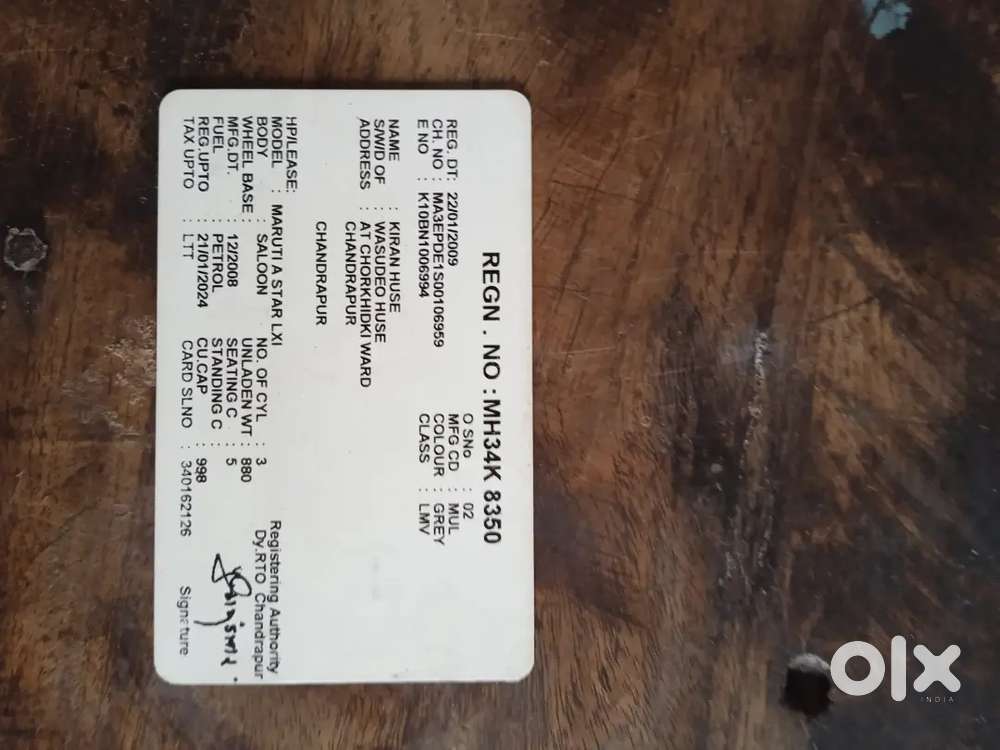 REGN . NO : MH34K 8350
REG. DT: 22/01/2009 O SNo : 02
CH. NO : MA3EPDE1S00106959 MFG CD : MUL
E NO : K10BN1006994 COLOUR : GREY
CLASS : LMV
NAME : KIRAN HUSE
S/W/D OF : WASUDEO HUSE
ADDRESS : AT CHORKHIDKI WARD
CHANDRAPUR
CHANDRAPUR
HP/LEASE:
MODEL : MARUTI A STAR LXI
BODY : SALOON NO. OF CYL : 3
WHEEL BASE : UNLADEN WT : 880
MFG.DT. : 12/2008 SEATING C : 5
FUEL : PETROL STANDING C :
REG.UPTO : 21/01/2024 CU.CAP : 998
TAX UPTO : LTT CARD SLNO : 340162126
Registering Authority
Dy.RTO Chandrapur
Signature
olx
INDIA